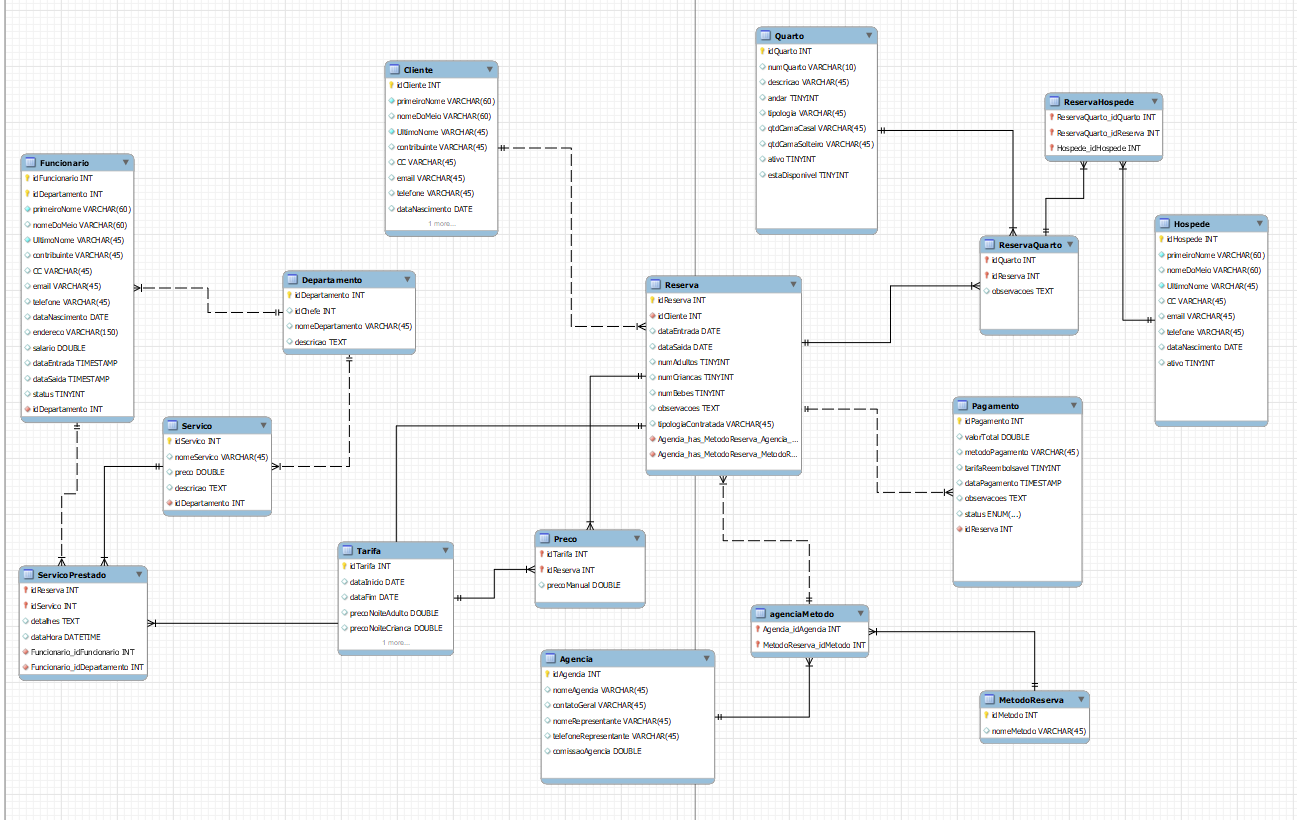 Quarto
idQuarto INT
numQuarto VARCHAR(10)
descricao VARCHAR(45)
andar TINYINT
tipologia VARCHAR(45)
qtdCamaCasal VARCHAR(45)
qtdCamaSolteiro VARCHAR(45)
ativo TINYINT
estaDisponivel TINYINT
Cliente
idCliente INT
primeiroNome VARCHAR(60)
nomeDoMeio VARCHAR(60)
UltimoNome VARCHAR(45)
contribuinte VARCHAR(45)
CC VARCHAR(45)
email VARCHAR(45)
telefone VARCHAR(45)
dataNascimento DATE
1 more...
ReservaHospede
ReservaQuarto_idQuarto INT
ReservaQuarto_idReserva INT
Hospede_idHospede INT
Funcionario
idFuncionario INT
idDepartamento INT
primeiroNome VARCHAR(60)
nomeDoMeio VARCHAR(60)
UltimoNome VARCHAR(45)
contribuinte VARCHAR(45)
CC VARCHAR(45)
email VARCHAR(45)
telefone VARCHAR(45)
dataNascimento DATE
endereco VARCHAR(150)
salario DOUBLE
dataEntrada TIMESTAMP
dataSaida TIMESTAMP
status TINYINT
idDepartamento INT
Hospede
idHospede INT
primeiroNome VARCHAR(60)
nomeDoMeio VARCHAR(60)
UltimoNome VARCHAR(45)
CC VARCHAR(45)
email VARCHAR(45)
telefone VARCHAR(45)
dataNascimento DATE
ativo TINYINT
ReservaQuarto
idQuarto INT
idReserva INT
observacoes TEXT
Departamento
idDepartamento INT
idChefe INT
nomeDepartamento VARCHAR(45)
descricao TEXT
Reserva
idReserva INT
idCliente INT
dataEntrada DATE
dataSaida DATE
numAdultos TINYINT
numCriancas TINYINT
numBebes TINYINT
observacoes TEXT
tipologiaContratada VARCHAR(45)
Agencia_has_MetodoReserva_Agencia_...
Agencia_has_MetodoReserva_MetodoR...
Pagamento
idPagamento INT
valorTotal DOUBLE
metodoPagamento VARCHAR(45)
tarifaReembolsavel TINYINT
dataPagamento TIMESTAMP
observacoes TEXT
status ENUM(...)
idReserva INT
Servico
idServico INT
nomeServico VARCHAR(45)
preco DOUBLE
descricao TEXT
idDepartamento INT
Preco
idTarifa INT
idReserva INT
precoManual DOUBLE
Tarifa
idTarifa INT
dataInicio DATE
dataFim DATE
precoNoiteAdulto DOUBLE
precoNoiteCrianca DOUBLE
1 more...
ServicoPrestado
idReserva INT
idServico INT
detalhes TEXT
dataHora DATETIME
Funcionario_idFuncionario INT
Funcionario_idDepartamento INT
agenciaMetodo
Agencia_idAgencia INT
MetodoReserva_idMetodo INT
Agencia
idAgencia INT
nomeAgencia VARCHAR(45)
contatoGeral VARCHAR(45)
nomeRepresentante VARCHAR(45)
telefoneRepresentante VARCHAR(45)
comissaoAgencia DOUBLE
MetodoReserva
idMetodo INT
nomeMetodo VARCHAR(45)